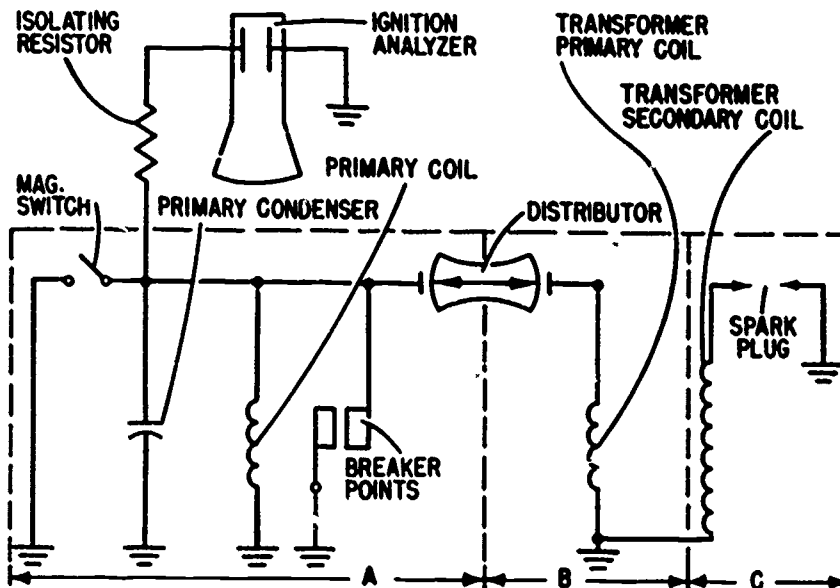 ISOLATING
RESISTOR
IGNITION
ANALYZER
TRANSFORMER
PRIMARY COIL
TRANSFORMER
SECONDARY COIL
MAG.
SWITCH
PRIMARY CONDENSER
PRIMARY COIL
DISTRIBUTOR
SPARK
PLUG
BREAKER
POINTS
A
B
C